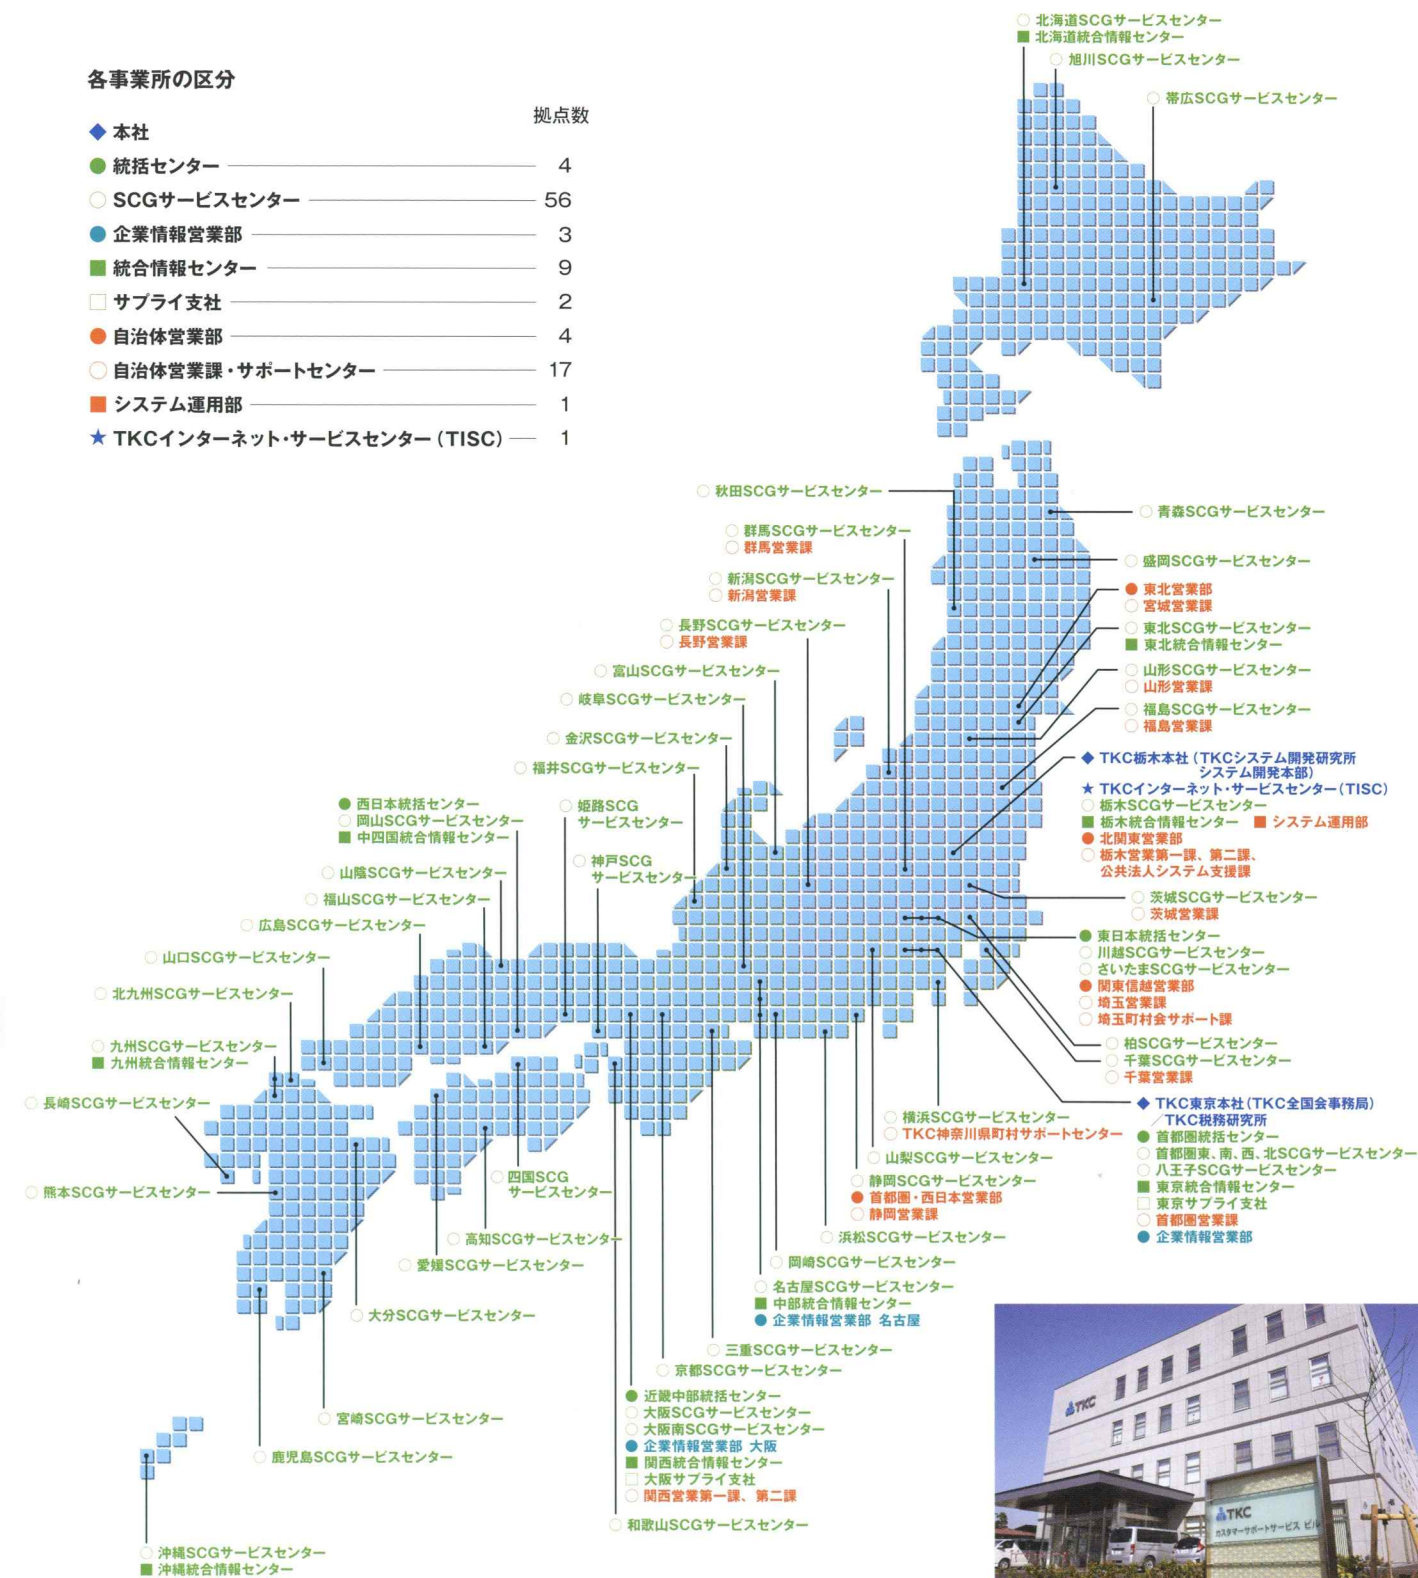 各事業所の区分
拠点数
◆ 本社
● 統括センター 4
○ SCGサービスセンター 56
● 企業情報営業部 3
■ 統合情報センター 9
□ サプライ支社 2
● 自治体営業部 4
○ 自治体営業課・サポートセンター 17
■ システム運用部 1
★ TKCインターネット・サービスセンター（TISC） 1
○ 北海道SCGサービスセンター
■ 北海道統合情報センター
○ 旭川SCGサービスセンター
○ 帯広SCGサービスセンター
○ 秋田SCGサービスセンター
○ 青森SCGサービスセンター
○ 群馬SCGサービスセンター
○ 群馬営業課
○ 盛岡SCGサービスセンター
○ 新潟SCGサービスセンター
○ 新潟営業課
● 東北営業部
○ 宮城営業課
○ 長野SCGサービスセンター
○ 長野営業課
○ 東北SCGサービスセンター
■ 東北統合情報センター
○ 富山SCGサービスセンター
○ 山形SCGサービスセンター
○ 山形営業課
○ 岐阜SCGサービスセンター
○ 福島SCGサービスセンター
○ 福島営業課
○ 金沢SCGサービスセンター
○ 福井SCGサービスセンター
◆ TKC栃木本社（TKCシステム開発研究所
システム開発本部）
★ TKCインターネット・サービスセンター（TISC）
○ 栃木SCGサービスセンター
■ 栃木統合情報センター ■ システム運用部
● 北関東営業部
○ 栃木営業第一課、第二課、
公共法人システム支援課
● 西日本統括センター
○ 岡山SCGサービスセンター
■ 中四国統合情報センター
○ 姫路SCG
サービスセンター
○ 神戸SCG
サービスセンター
○ 山陰SCGサービスセンター
○ 福山SCGサービスセンター
○ 広島SCGサービスセンター
○ 山口SCGサービスセンター
○ 北九州SCGサービスセンター
○ 九州SCGサービスセンター
■ 九州統合情報センター
○ 長崎SCGサービスセンター
○ 熊本SCGサービスセンター
○ 茨城SCGサービスセンター
○ 茨城営業課
● 東日本統括センター
○ 川越SCGサービスセンター
○ さいたまSCGサービスセンター
● 関東信越営業部
○ 埼玉営業課
○ 埼玉町村会サポート課
○ 柏SCGサービスセンター
○ 千葉SCGサービスセンター
○ 千葉営業課
◆ TKC東京本社（TKC全国会事務局）
／TKC税務研究所
● 首都圏統括センター
○ 首都圏東、南、西、北SCGサービスセンター
○ 八王子SCGサービスセンター
■ 東京統合情報センター
□ 東京サプライ支社
○ 首都圏営業課
● 企業情報営業部
○ 横浜SCGサービスセンター
○ TKC神奈川県町村サポートセンター
○ 山梨SCGサービスセンター
○ 静岡SCGサービスセンター
● 首都圏・西日本営業部
○ 静岡営業課
○ 浜松SCGサービスセンター
○ 岡崎SCGサービスセンター
○ 名古屋SCGサービスセンター
■ 中部統合情報センター
● 企業情報営業部 名古屋
○ 三重SCGサービスセンター
○ 京都SCGサービスセンター
● 近畿中部統括センター
○ 大阪SCGサービスセンター
○ 大阪南SCGサービスセンター
● 企業情報営業部 大阪
■ 関西統合情報センター
□ 大阪サプライ支社
○ 関西営業第一課、第二課
○ 和歌山SCGサービスセンター
○ 四国SCG
サービスセンター
○ 高知SCGサービスセンター
○ 愛媛SCGサービスセンター
○ 大分SCGサービスセンター
○ 宮崎SCGサービスセンター
○ 鹿児島SCGサービスセンター
○ 沖縄SCGサービスセンター
■ 沖縄統合情報センター
TKC
TKC
カスタマーサポートサービス ビル